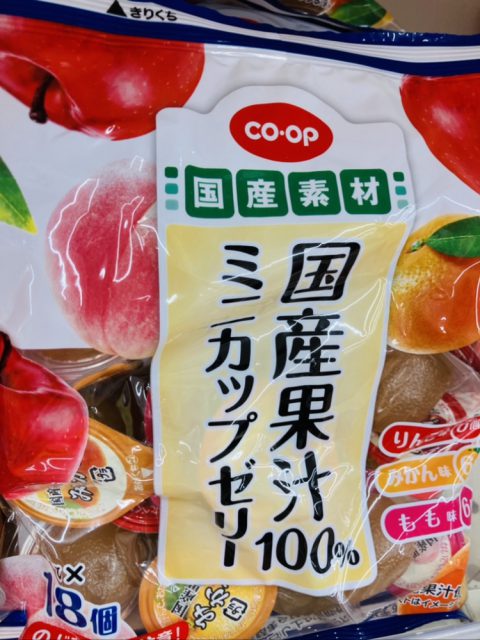 きりくち
CO·OP
国産素材
国産果汁100%
ミニカップゼリー
りん
みかん味
もも味
×18個